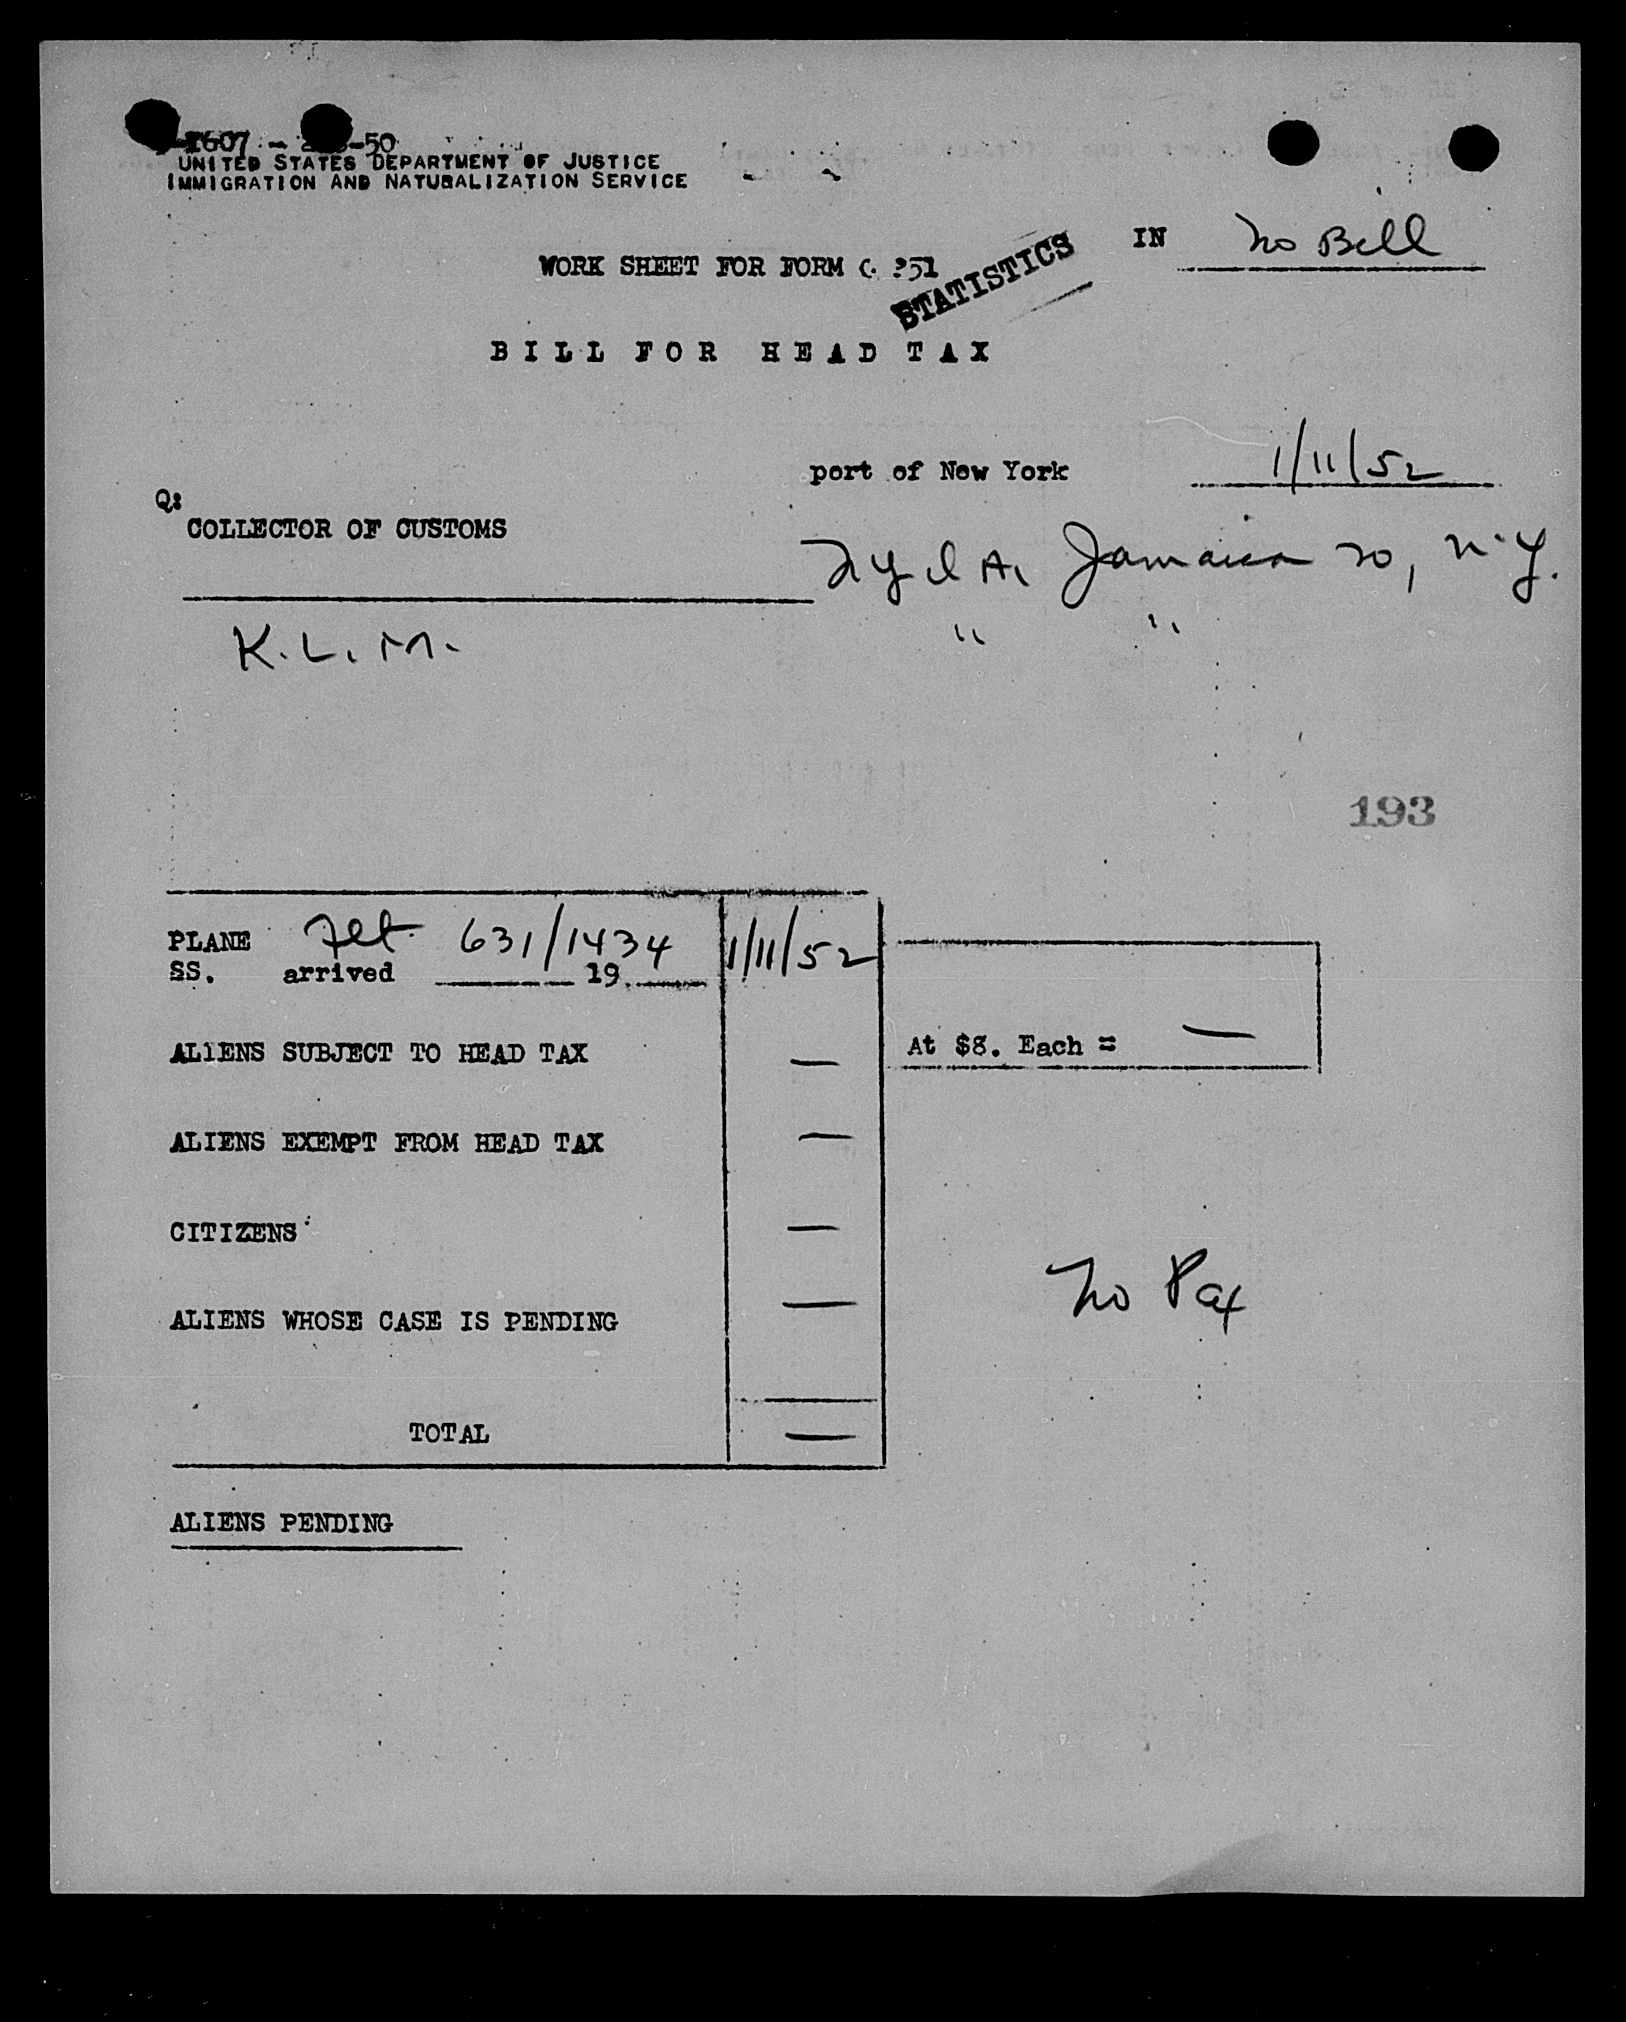 -50
UNITED STATES DEPARTMENT OF JUSTICE
IMMIGRATION AND NATURALIZATION SERVICE
IN No Bill
WORK SHEET FOR FORM
STATISTICS
BILL FOR HEAD TAX
port of New York 1/11/52
Q:
COLLECTOR OF CUSTOMS
N Y I A, Jamaica 20, N.Y.
K.L.M. " "
193
PLANE Flt. 631/1434 1/11/52
SS. arrived 19
ALIENS SUBJECT TO HEAD TAX — At $8. Each = —
ALIENS EXEMPT FROM HEAD TAX —
CITIZENS —
No Pax
ALIENS WHOSE CASE IS PENDING —
TOTAL —
ALIENS PENDING